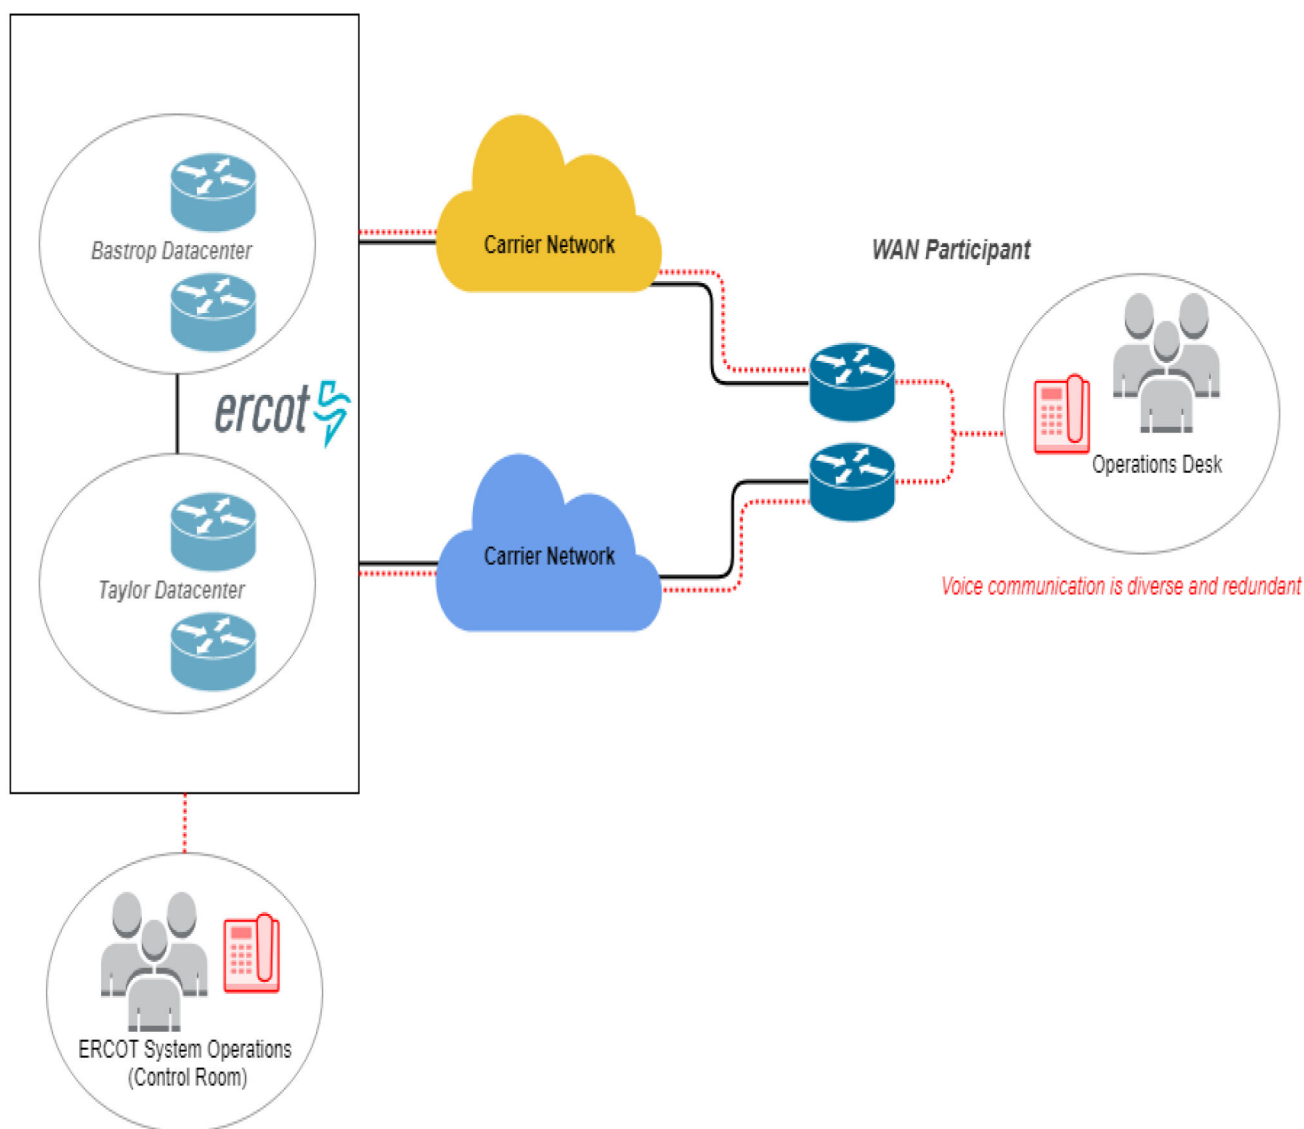 Bastrop Datacenter
Carrier Network
WAN Participant
ercot
Operations Desk
Taylor Datacenter
Carrier Network
Voice communication is diverse and redundant
ERCOT System Operations
(Control Room)